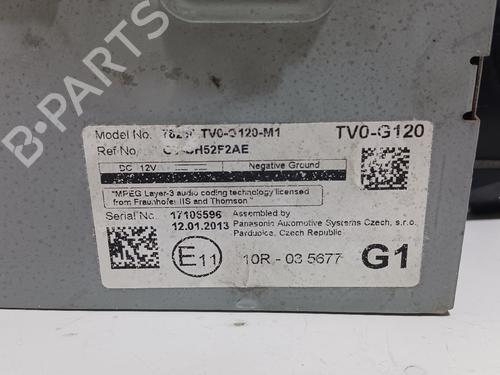 B-PARTS
Model No. TV0-G120-M1 TV0-G120
Ref No.
DC 12V Negative Ground
"MPEG Layer-3 audio coding technology licensed
from Fraunhofer IIS and Thomson"
Serial No. 17105596 Assembled by
12.01.2013 Panasonic Automotive Systems Czech, s.r.o.
Pardubice, Czech Republic
E11 10R - 03 5677 G1